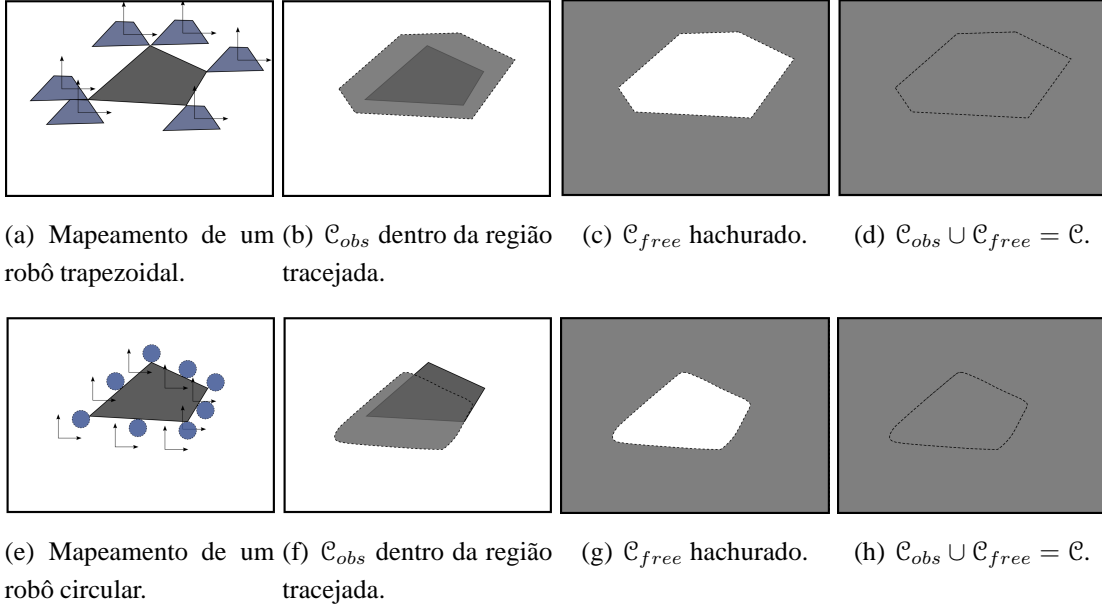 (a) Mapeamento de um robô trapezoidal.
(b) 𝒞_obs dentro da região tracejada.
(c) 𝒞_free hachurado.
(d) 𝒞_obs ∪ 𝒞_free = 𝒞.
(e) Mapeamento de um robô circular.
(f) 𝒞_obs dentro da região tracejada.
(g) 𝒞_free hachurado.
(h) 𝒞_obs ∪ 𝒞_free = 𝒞.